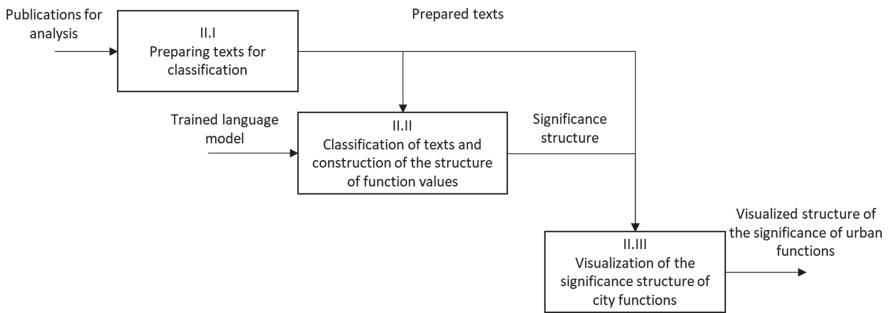 Publications for
analysis
II.I
Preparing texts for
classification
Prepared texts
Trained language
model
II.II
Classification of texts and
construction of the structure
of function values
Significance
structure
II.III
Visualization of the
significance structure of
city functions
Visualized structure of
the significance of urban
functions